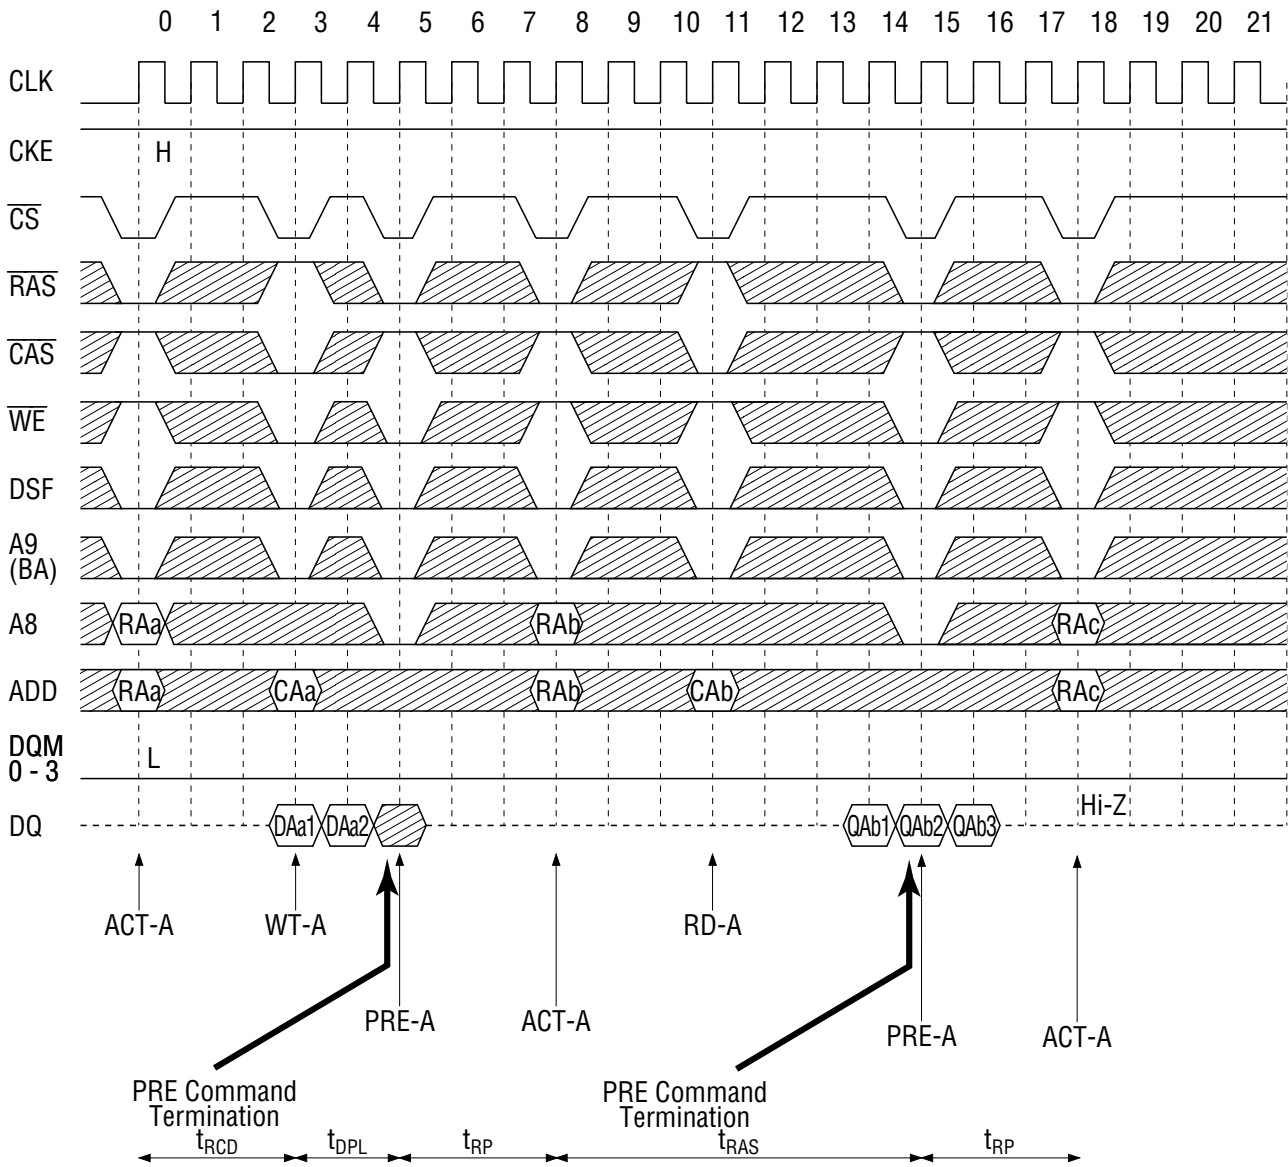 0 1 2 3 4 5 6 7 8 9 10 11 12 13 14 15 16 17 18 19 20 21
CLK
CKE H
CS
RAS
CAS
WE
DSF
A9
(BA)
A8 RAa RAb RAc
ADD RAa CAa RAb CAb RAc
DQM
0 - 3 L
DQ DAa1 DAa2 QAb1 QAb2 QAb3 Hi-Z
ACT-A WT-A RD-A
PRE-A ACT-A PRE-A ACT-A
PRE Command
Termination
PRE Command
Termination
tRCD tDPL tRP tRAS tRP